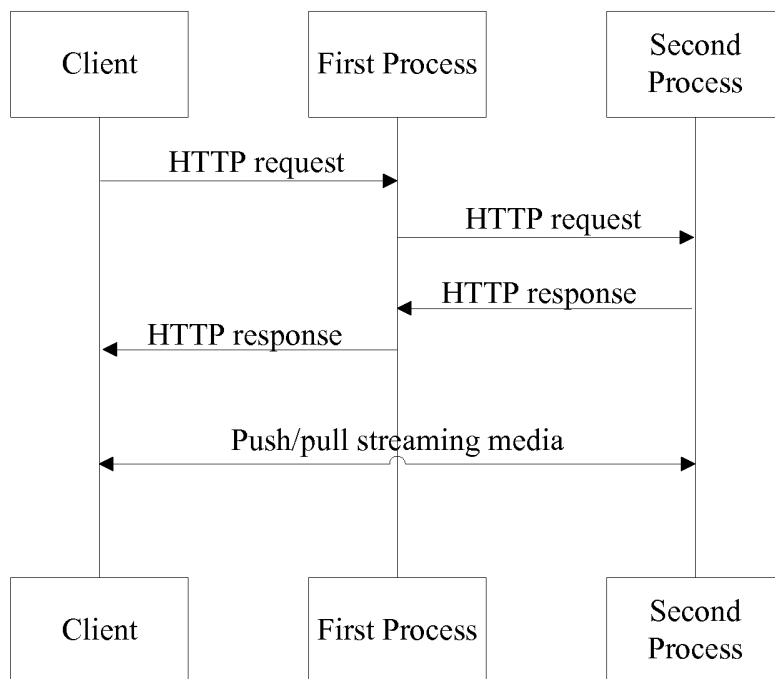 Client
First Process
Second
Process
HTTP request
HTTP request
HTTP response
HTTP response
Push/pull streaming media
Client
First Process
Second
Process